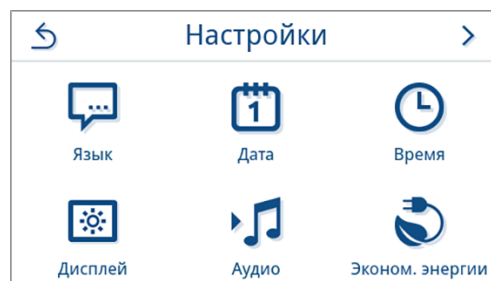 Настройки
...
1
Язык Дата Время
Дисплей Аудио Эконом. энергии